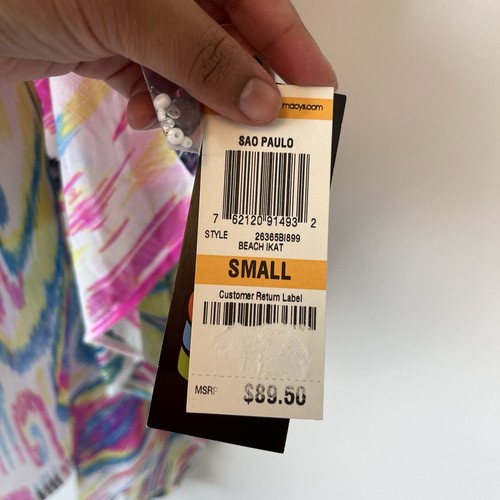 macys.com
SAO PAULO
7 62120 91493 2
STYLE 26365BI899
BEACH IKAT
SMALL
Customer Return Label
MSRP $89.50